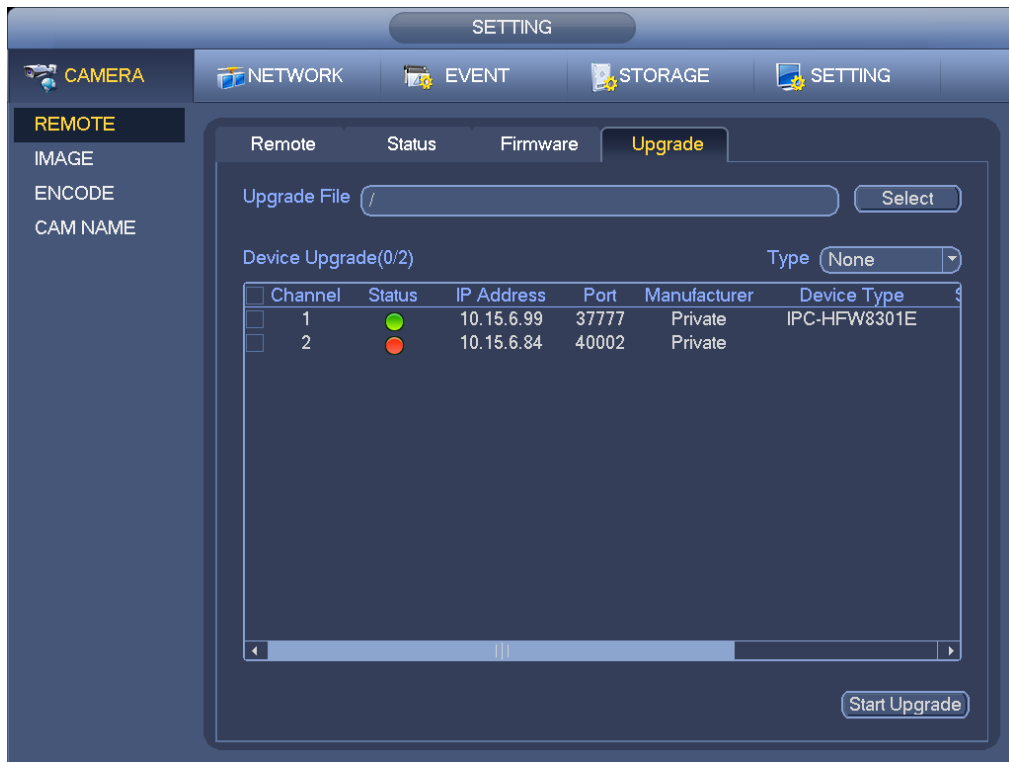 SETTING
CAMERA NETWORK EVENT STORAGE SETTING
REMOTE
IMAGE
ENCODE
CAM NAME
Remote Status Firmware Upgrade
Upgrade File / Select
Device Upgrade(0/2) Type None
Channel Status IP Address Port Manufacturer Device Type
1 10.15.6.99 37777 Private IPC-HFW8301E
2 10.15.6.84 40002 Private
Start Upgrade